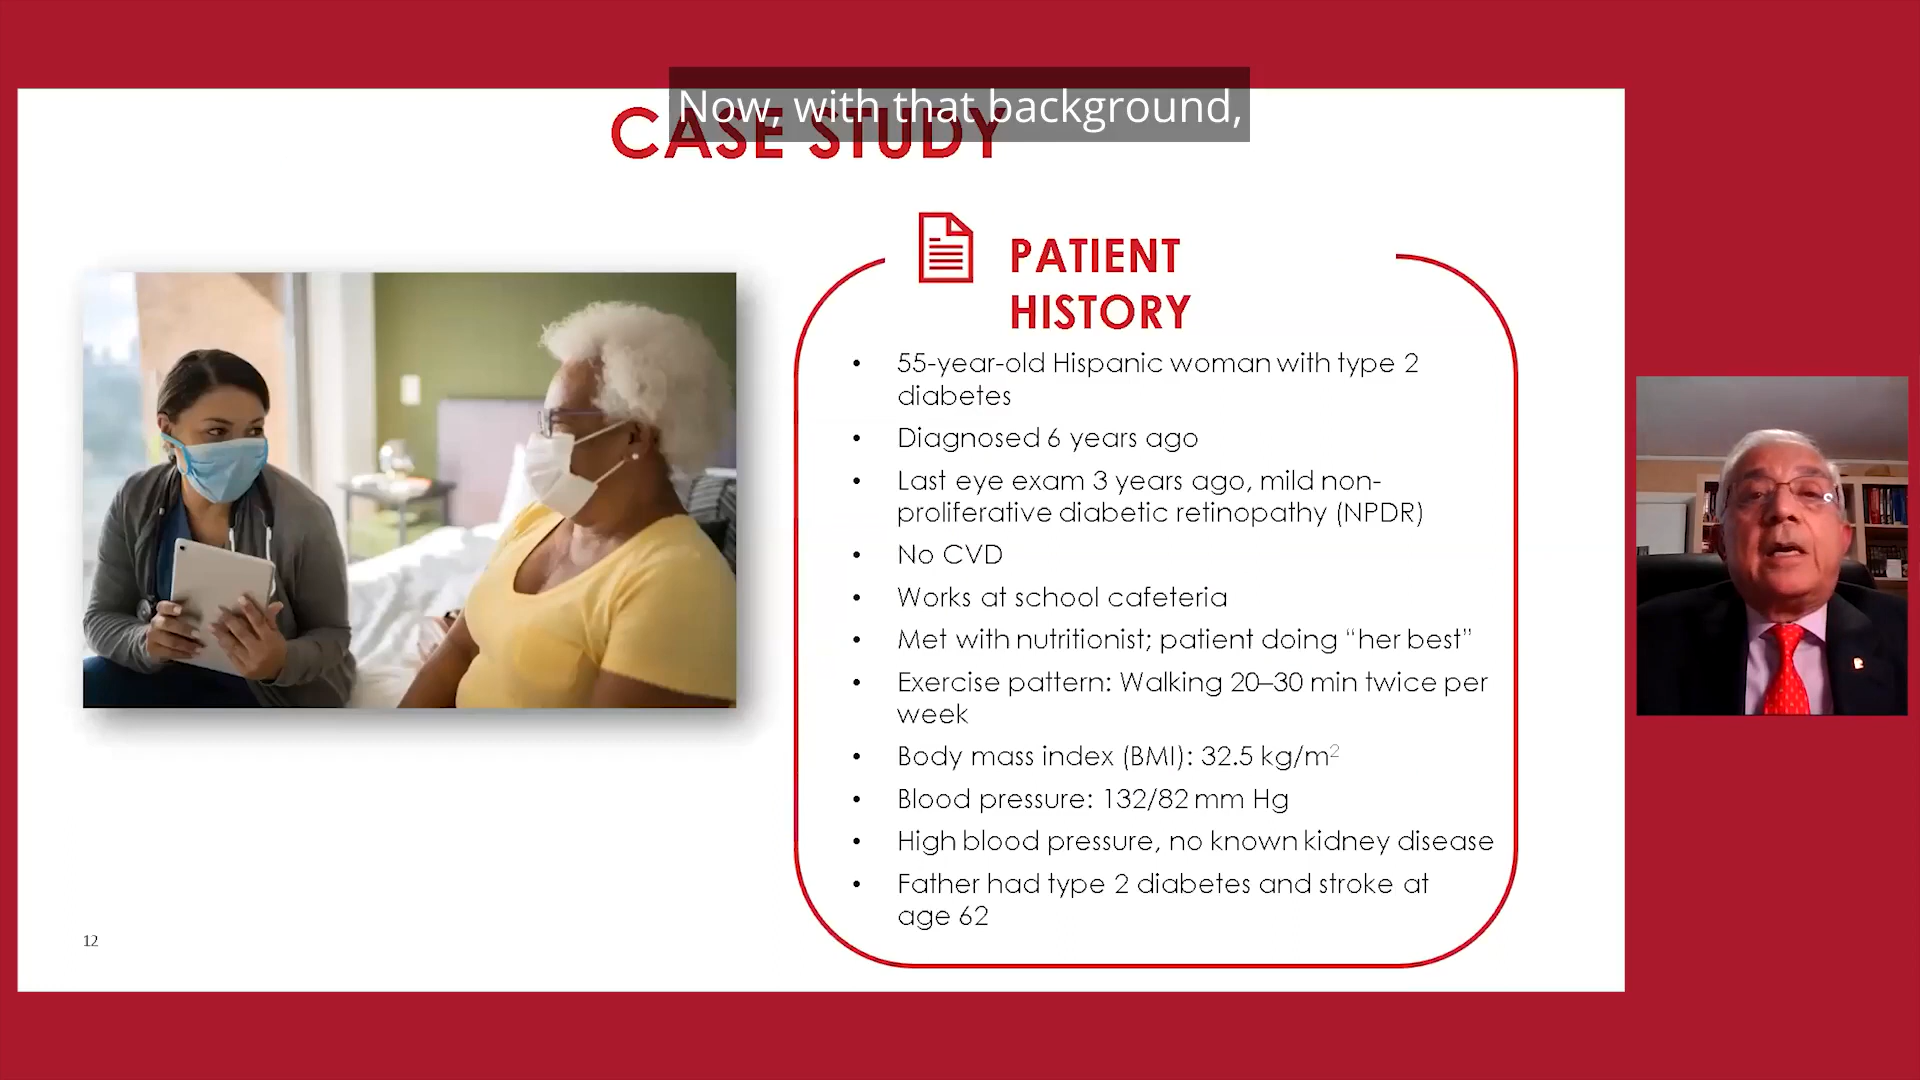 Now, with that background,
CASE STUDY
PATIENT
HISTORY
• 55-year-old Hispanic woman with type 2
diabetes
• Diagnosed 6 years ago
• Last eye exam 3 years ago, mild non-
proliferative diabetic retinopathy (NPDR)
• No CVD
• Works at school cafeteria
• Met with nutritionist; patient doing “her best”
• Exercise pattern: Walking 20–30 min twice per
week
• Body mass index (BMI): 32.5 kg/m²
• Blood pressure: 132/82 mm Hg
• High blood pressure, no known kidney disease
• Father had type 2 diabetes and stroke at
age 62
12